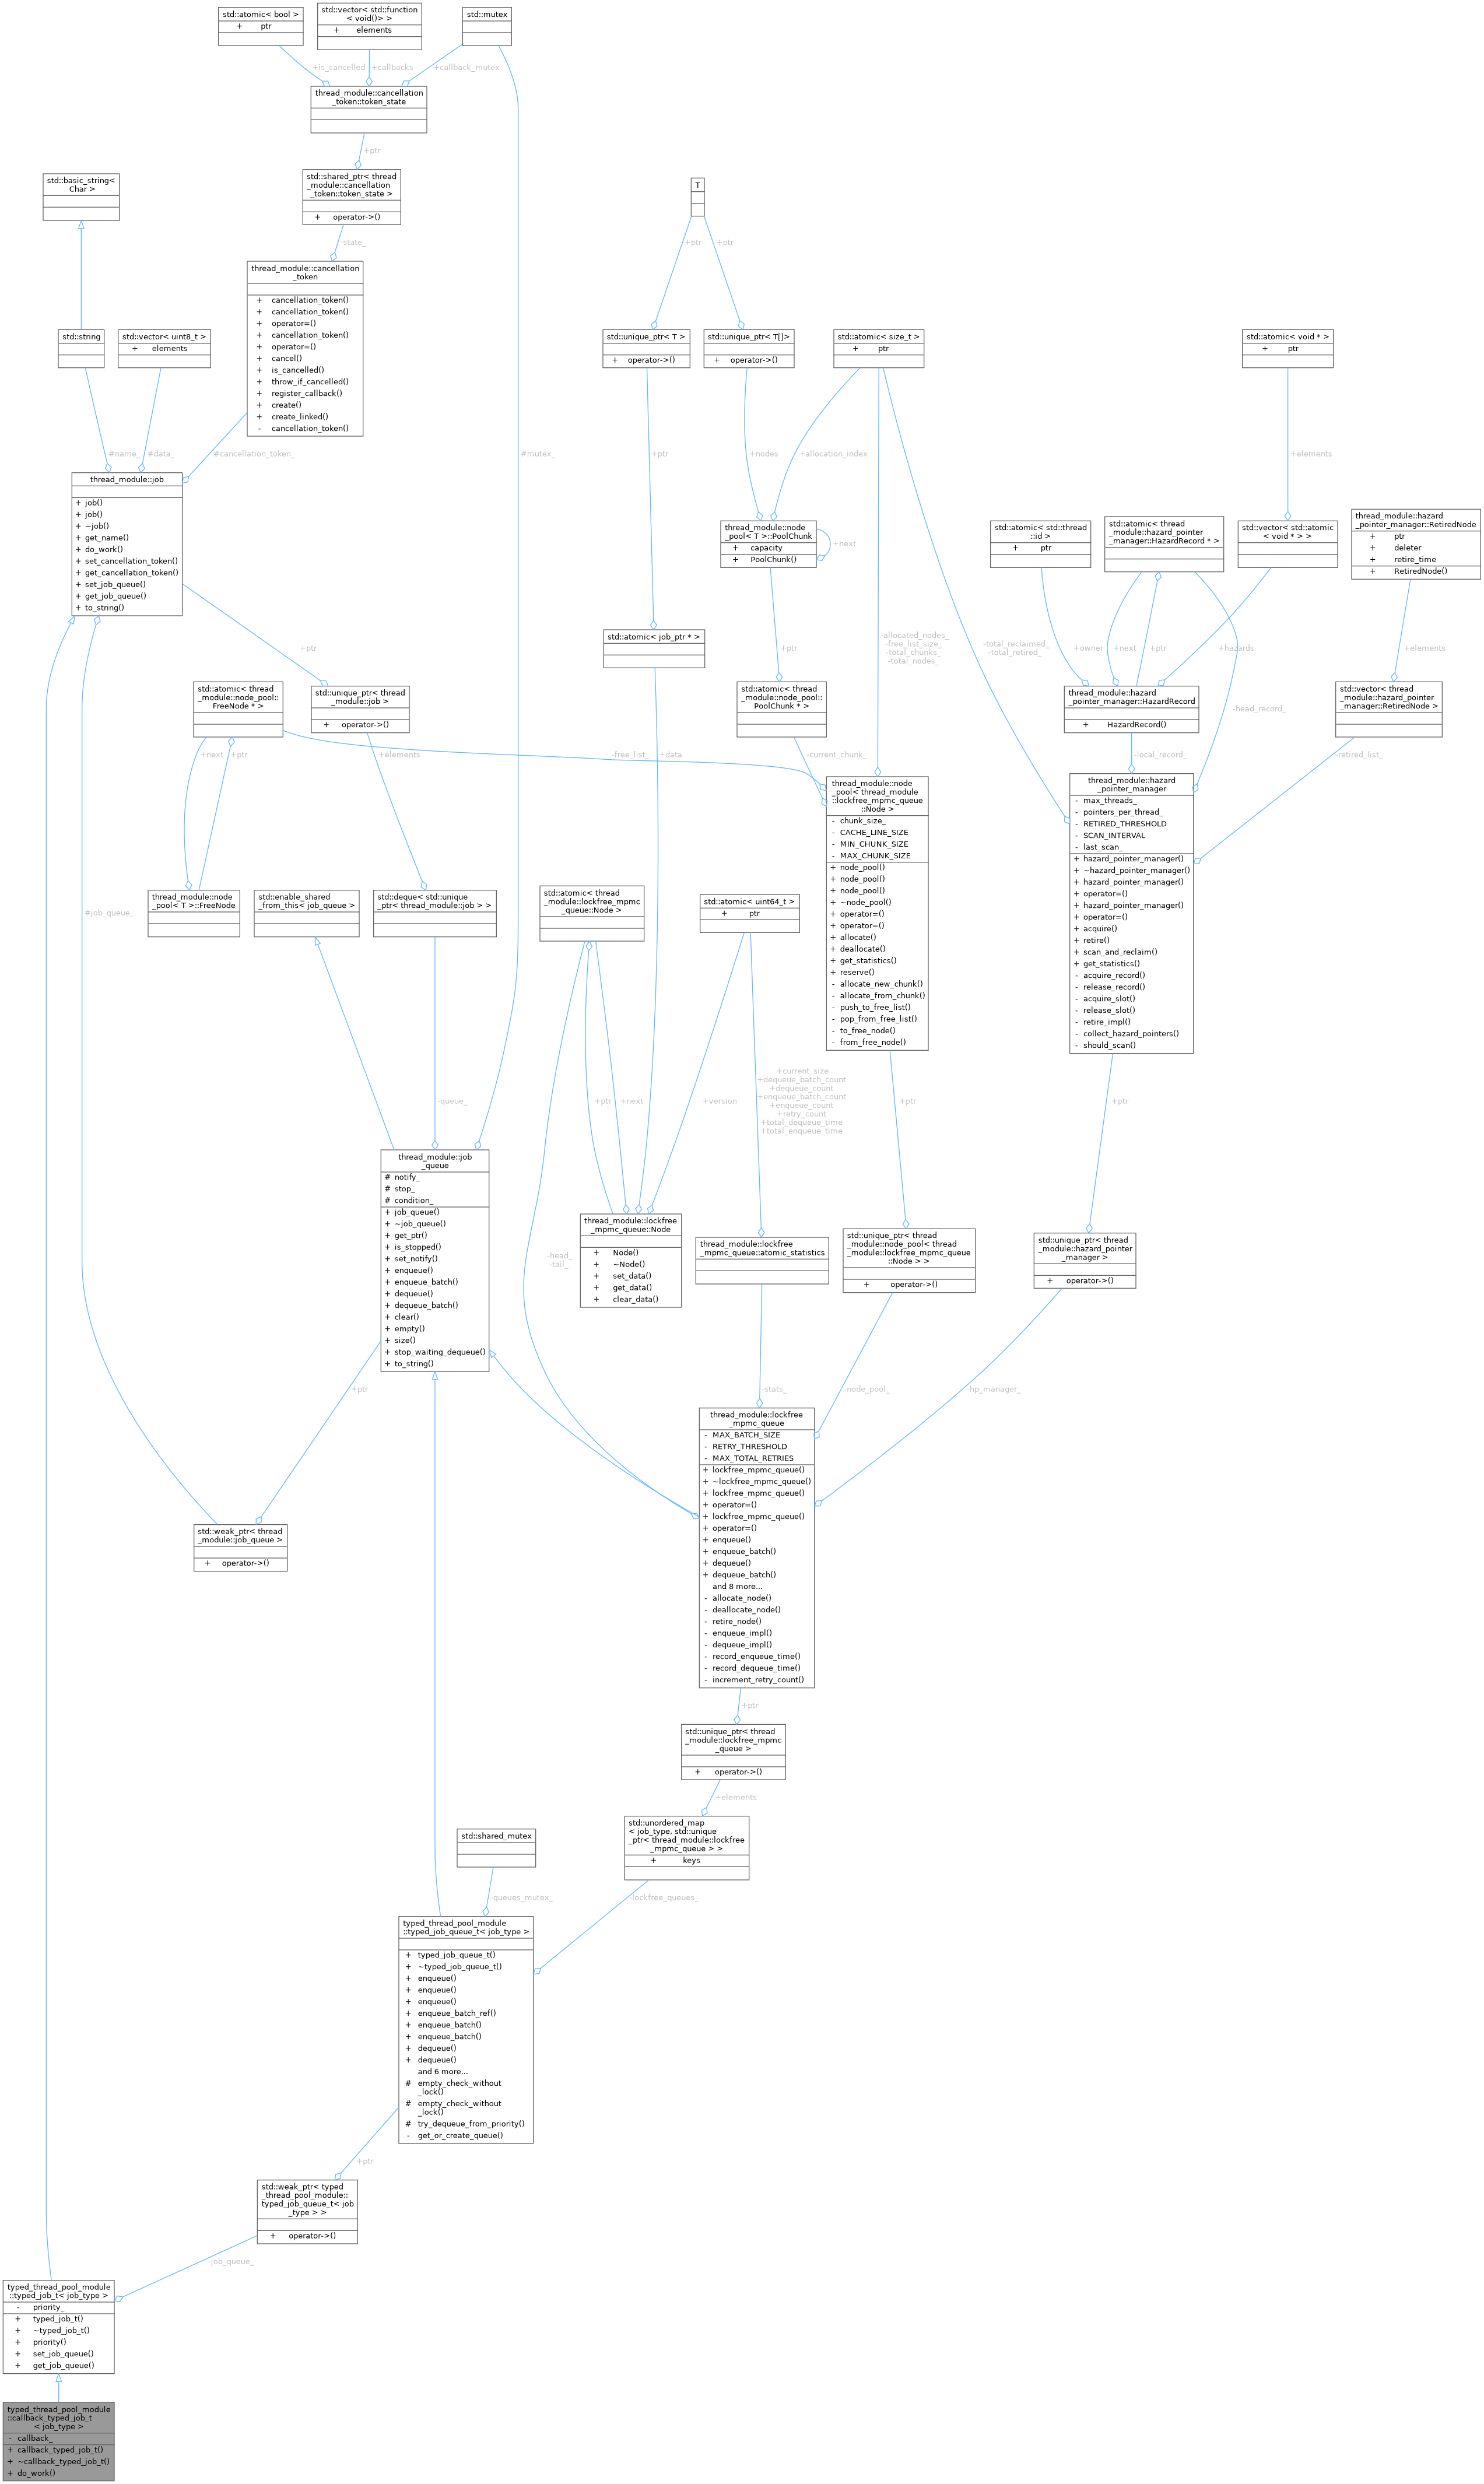 std::atomic< bool >
+ ptr
std::vector< std::function
< void()> >
+ elements
std::mutex
+is_cancelled
+callbacks
+callback_mutex
thread_module::cancellation
_token::token_state
+ptr
std::shared_ptr< thread
_module::cancellation
_token::token_state >
+ operator->()
std::basic_string<
Char >
T
-state_
+ptr
+ptr
thread_module::cancellation
_token
+ cancellation_token()
+ cancellation_token()
+ operator=()
+ cancellation_token()
+ operator=()
+ cancel()
+ is_cancelled()
+ throw_if_cancelled()
+ register_callback()
+ create()
+ create_linked()
- cancellation_token()
std::string
std::vector< uint8_t >
+ elements
std::unique_ptr< T >
+ operator->()
std::unique_ptr< T[]>
+ operator->()
std::atomic< size_t >
+ ptr
std::atomic< void * >
+ ptr
#name_
#data_
#cancellation_token_
#mutex_
+ptr
+nodes
+allocation_index
+elements
thread_module::job
+ job()
+ job()
+ ~job()
+ get_name()
+ do_work()
+ set_cancellation_token()
+ get_cancellation_token()
+ set_job_queue()
+ get_job_queue()
+ to_string()
thread_module::node
_pool< T >::PoolChunk
+ capacity
+ PoolChunk()
+next
std::atomic< std::thread
::id >
+ ptr
std::atomic< thread
_module::hazard_pointer
_manager::HazardRecord * >
std::vector< std::atomic
< void * > >
thread_module::hazard
_pointer_manager::RetiredNode
+ ptr
+ deleter
+ retire_time
+ RetiredNode()
std::atomic< job_ptr * >
+ptr
+ptr
-allocated_nodes_
-free_list_size_
-total_chunks_
-total_nodes_
-total_reclaimed_
-total_retired_
+owner
+next
+ptr
+hazards
+elements
std::atomic< thread
_module::node_pool::
FreeNode * >
std::unique_ptr< thread
_module::job >
+ operator->()
std::atomic< thread
_module::node_pool::
PoolChunk * >
thread_module::hazard
_pointer_manager::HazardRecord
+ HazardRecord()
-head_record_
std::vector< thread
_module::hazard_pointer
_manager::RetiredNode >
+next
+ptr
+elements
-free_list_
+data
-current_chunk_
-local_record_
-retired_list_
thread_module::node
_pool< thread_module
::lockfree_mpmc_queue
::Node >
- chunk_size_
- CACHE_LINE_SIZE
- MIN_CHUNK_SIZE
- MAX_CHUNK_SIZE
+ node_pool()
+ node_pool()
+ node_pool()
+ ~node_pool()
+ operator=()
+ operator=()
+ allocate()
+ deallocate()
+ get_statistics()
+ reserve()
- allocate_new_chunk()
- allocate_from_chunk()
- push_to_free_list()
- pop_from_free_list()
- to_free_node()
- from_free_node()
thread_module::hazard
_pointer_manager
- max_threads_
- pointers_per_thread_
- RETIRED_THRESHOLD
- SCAN_INTERVAL
- last_scan_
+ hazard_pointer_manager()
+ ~hazard_pointer_manager()
+ hazard_pointer_manager()
+ operator=()
+ hazard_pointer_manager()
+ operator=()
+ acquire()
+ retire()
+ scan_and_reclaim()
+ get_statistics()
- acquire_record()
- release_record()
- acquire_slot()
- release_slot()
- retire_impl()
- collect_hazard_pointers()
- should_scan()
#job_queue_
thread_module::node
_pool< T >::FreeNode
std::enable_shared
_from_this< job_queue >
std::deque< std::unique
_ptr< thread_module::job > >
std::atomic< thread
_module::lockfree_mpmc
_queue::Node >
std::atomic< uint64_t >
+ ptr
-queue_
+ptr
+next
+version
+current_size
+dequeue_batch_count
+dequeue_count
+enqueue_batch_count
+enqueue_count
+retry_count
+total_dequeue_time
+total_enqueue_time
+ptr
+ptr
thread_module::job
_queue
# notify_
# stop_
# condition_
+ job_queue()
+ ~job_queue()
+ get_ptr()
+ is_stopped()
+ set_notify()
+ enqueue()
+ enqueue_batch()
+ dequeue()
+ dequeue_batch()
+ clear()
+ empty()
+ size()
+ stop_waiting_dequeue()
+ to_string()
-head_
-tail_
thread_module::lockfree
_mpmc_queue::Node
+ Node()
+ ~Node()
+ set_data()
+ get_data()
+ clear_data()
thread_module::lockfree
_mpmc_queue::atomic_statistics
std::unique_ptr< thread
_module::node_pool< thread
_module::lockfree_mpmc_queue
::Node > >
+ operator->()
std::unique_ptr< thread
_module::hazard_pointer
_manager >
+ operator->()
+ptr
-stats_
-node_pool_
-hp_manager_
thread_module::lockfree
_mpmc_queue
- MAX_BATCH_SIZE
- RETRY_THRESHOLD
- MAX_TOTAL_RETRIES
+ lockfree_mpmc_queue()
+ ~lockfree_mpmc_queue()
+ lockfree_mpmc_queue()
+ operator=()
+ lockfree_mpmc_queue()
+ operator=()
+ enqueue()
+ enqueue_batch()
+ dequeue()
+ dequeue_batch()
and 8 more...
- allocate_node()
- deallocate_node()
- retire_node()
- enqueue_impl()
- dequeue_impl()
- record_enqueue_time()
- record_dequeue_time()
- increment_retry_count()
std::weak_ptr< thread
_module::job_queue >
+ operator->()
+ptr
std::unique_ptr< thread
_module::lockfree_mpmc
_queue >
+ operator->()
+elements
std::unordered_map
< job_type, std::unique
_ptr< thread_module::lockfree
_mpmc_queue > >
+ keys
std::shared_mutex
-queues_mutex_
-lockfree_queues_
typed_thread_pool_module
::typed_job_queue_t< job_type >
+ typed_job_queue_t()
+ ~typed_job_queue_t()
+ enqueue()
+ enqueue()
+ enqueue()
+ enqueue_batch_ref()
+ enqueue_batch()
+ enqueue_batch()
+ dequeue()
+ dequeue()
and 6 more...
# empty_check_without
_lock()
# empty_check_without
_lock()
# try_dequeue_from_priority()
- get_or_create_queue()
+ptr
std::weak_ptr< typed
_thread_pool_module::
typed_job_queue_t< job
_type > >
+ operator->()
-job_queue_
typed_thread_pool_module
::typed_job_t< job_type >
- priority_
+ typed_job_t()
+ ~typed_job_t()
+ priority()
+ set_job_queue()
+ get_job_queue()
typed_thread_pool_module
::callback_typed_job_t
< job_type >
- callback_
+ callback_typed_job_t()
+ ~callback_typed_job_t()
+ do_work()